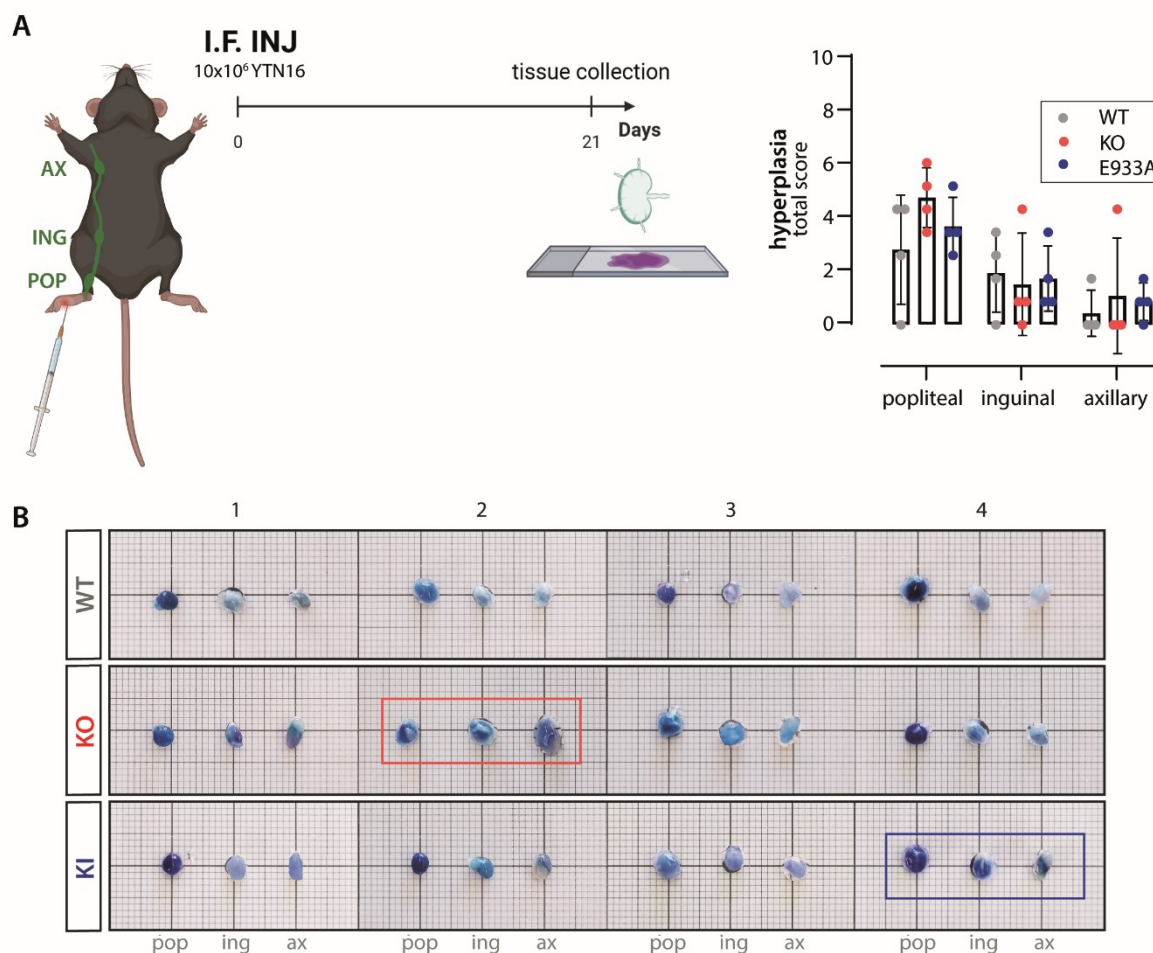 A
I.F. INJ
10x10⁶ YTN16
tissue collection
0
21
Days
AX
ING
POP
hyperplasia
total score
10
8
6
4
2
0
WT
KO
E933A
popliteal
inguinal
axillary
B
1
2
3
4
WT
KO
KI
pop
ing
ax
pop
ing
ax
pop
ing
ax
pop
ing
ax